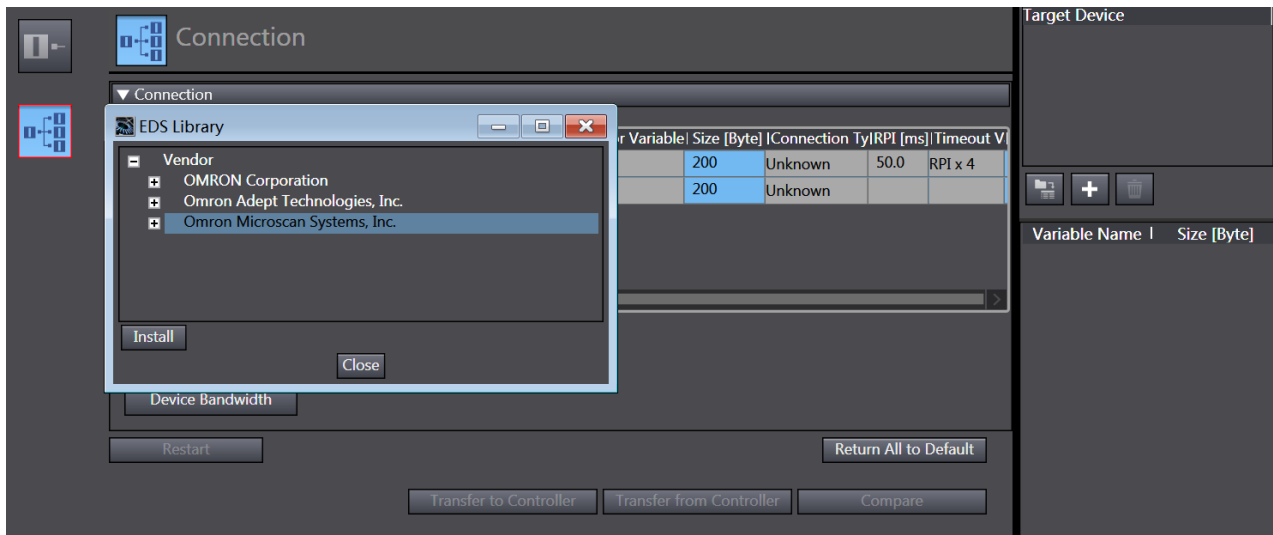 Connection
Target Device
Connection
EDS Library
Vendor
OMRON Corporation
Omron Adept Technologies, Inc.
Omron Microscan Systems, Inc.
Install
Close
Variable| Size [Byte] |Connection Ty|RPI [ms]|Timeout V|
200 Unknown 50.0 RPI x 4
200 Unknown
Variable Name | Size [Byte]
Device Bandwidth
Restart
Return All to Default
Transfer to Controller
Transfer from Controller
Compare